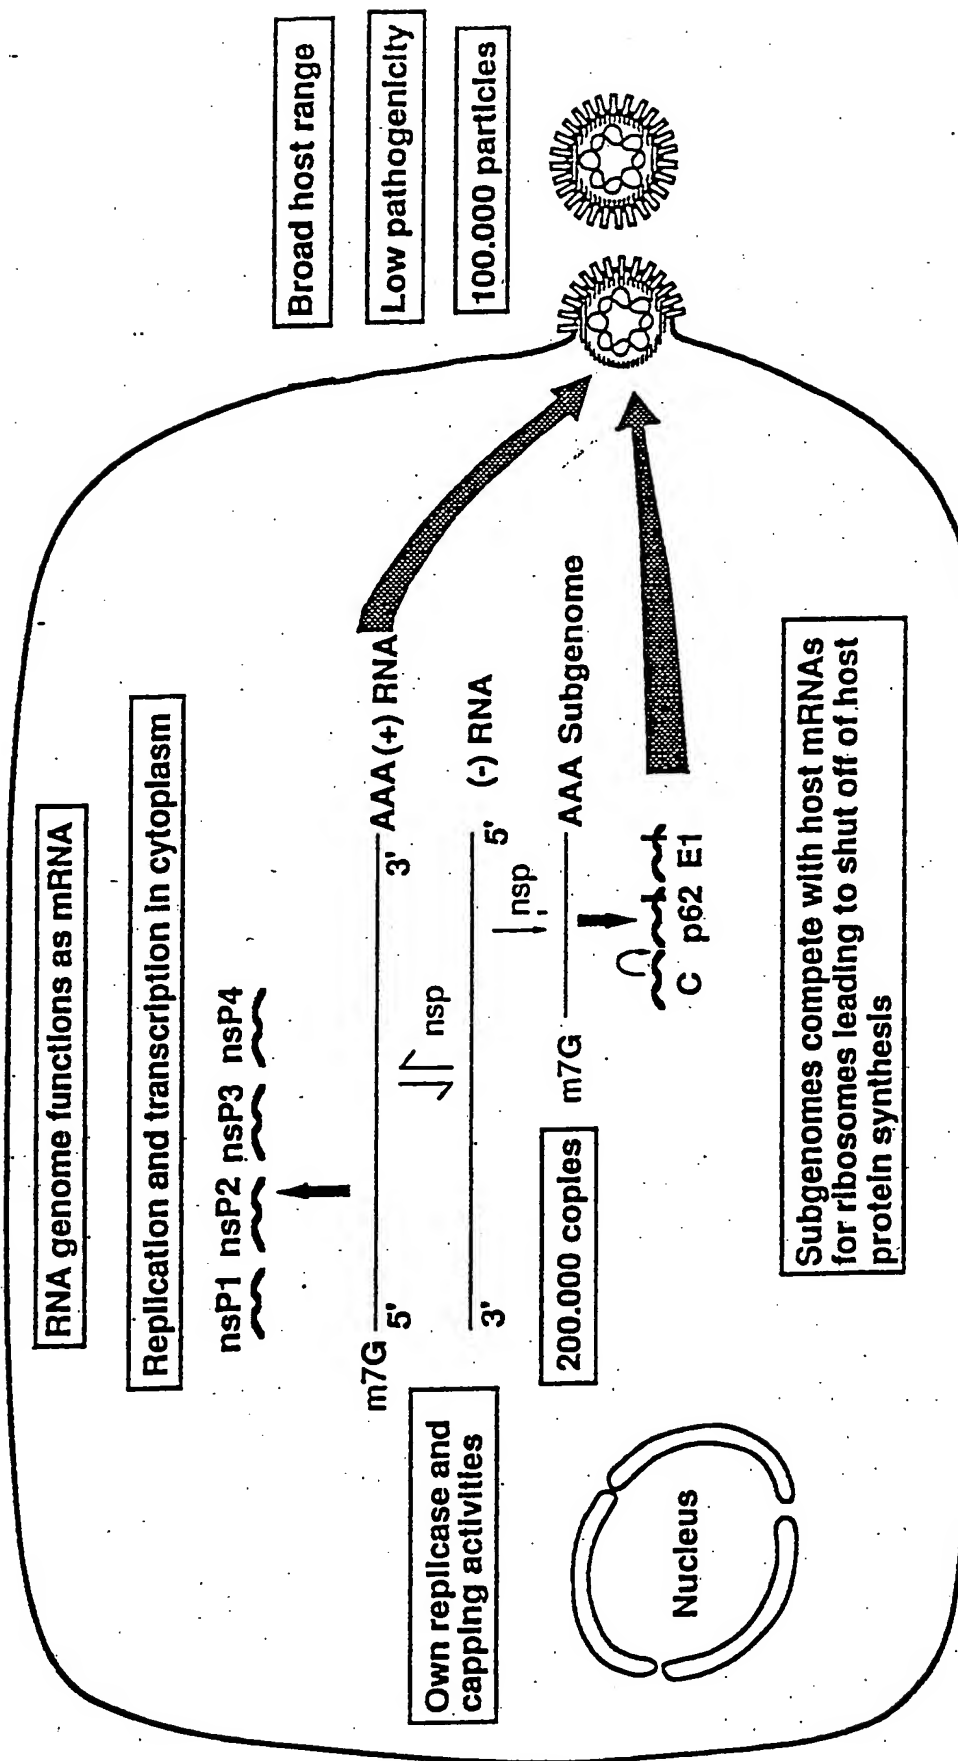 RNA genome functions as mRNA
Replication and transcription in cytoplasm
nsP1 nsP2 nsP3 nsP4
Broad host range
Low pathogenicity
100.000 particles
Own replicase and
capping activities
m7G
5'
3'
AAA (+) RNA
nsp
3'
5'
(-) RNA
nsp
200.000 copies
m7G
AAA Subgenome
C p62 E1
Nucleus
Subgenomes compete with host mRNAs
for ribosomes leading to shut off of host
protein synthesis